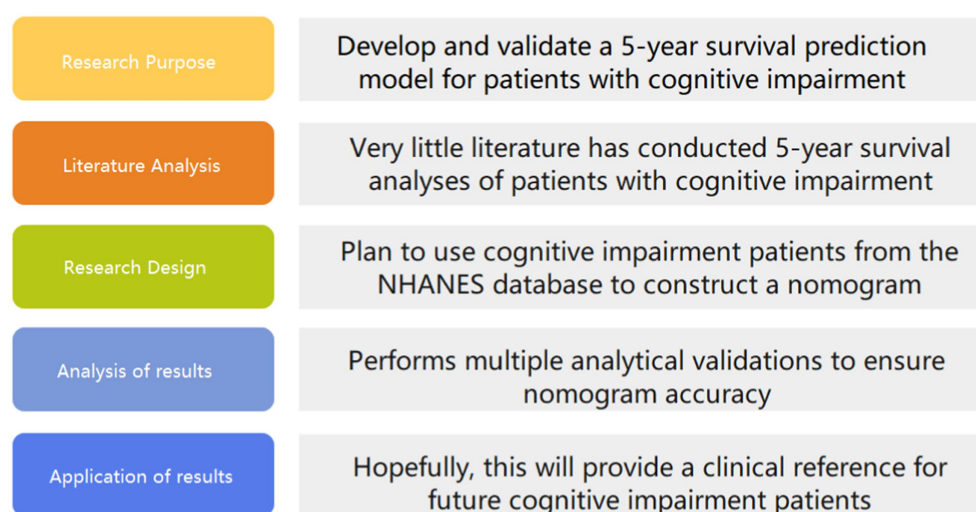 Research Purpose
Develop and validate a 5-year survival prediction
model for patients with cognitive impairment
Literature Analysis
Very little literature has conducted 5-year survival
analyses of patients with cognitive impairment
Research Design
Plan to use cognitive impairment patients from the
NHANES database to construct a nomogram
Analysis of results
Performs multiple analytical validations to ensure
nomogram accuracy
Application of results
Hopefully, this will provide a clinical reference for
future cognitive impairment patients